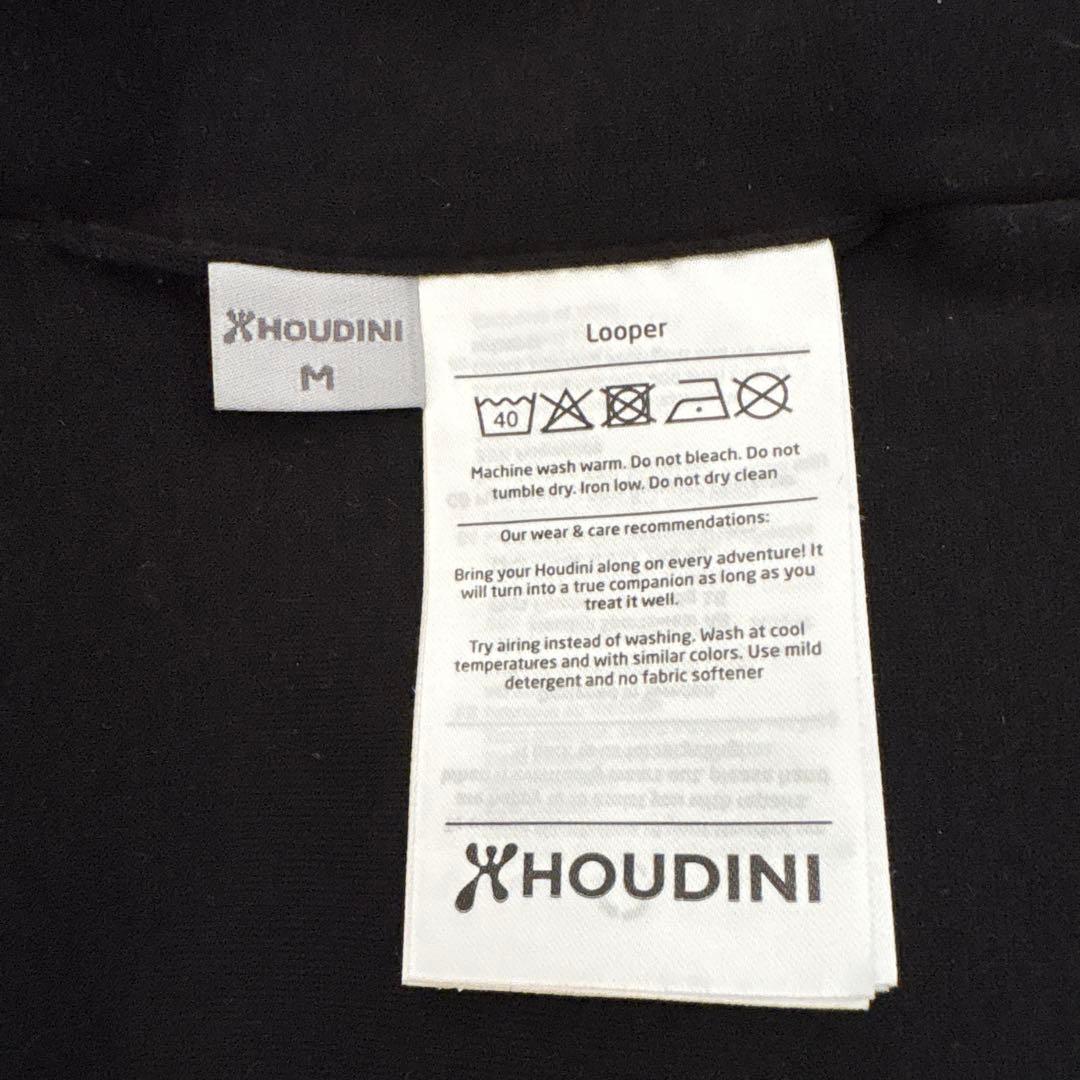 HOUDINI
M
Looper
40
Machine wash warm. Do not bleach. Do not
tumble dry. Iron low. Do not dry clean
Our wear & care recommendations:
Bring your Houdini along on every adventure! It
will turn into a true companion as long as you
treat it well.
Try airing instead of washing. Wash at cool
temperatures and with similar colors. Use mild
detergent and no fabric softener
HOUDINI